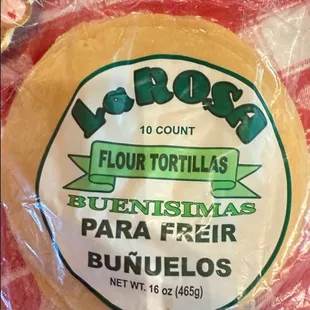 LaROSA
10 COUNT
FLOUR TORTILLAS
BUENISIMAS
PARA FREIR
BUÑUELOS
NET WT. 16 oz (465g)